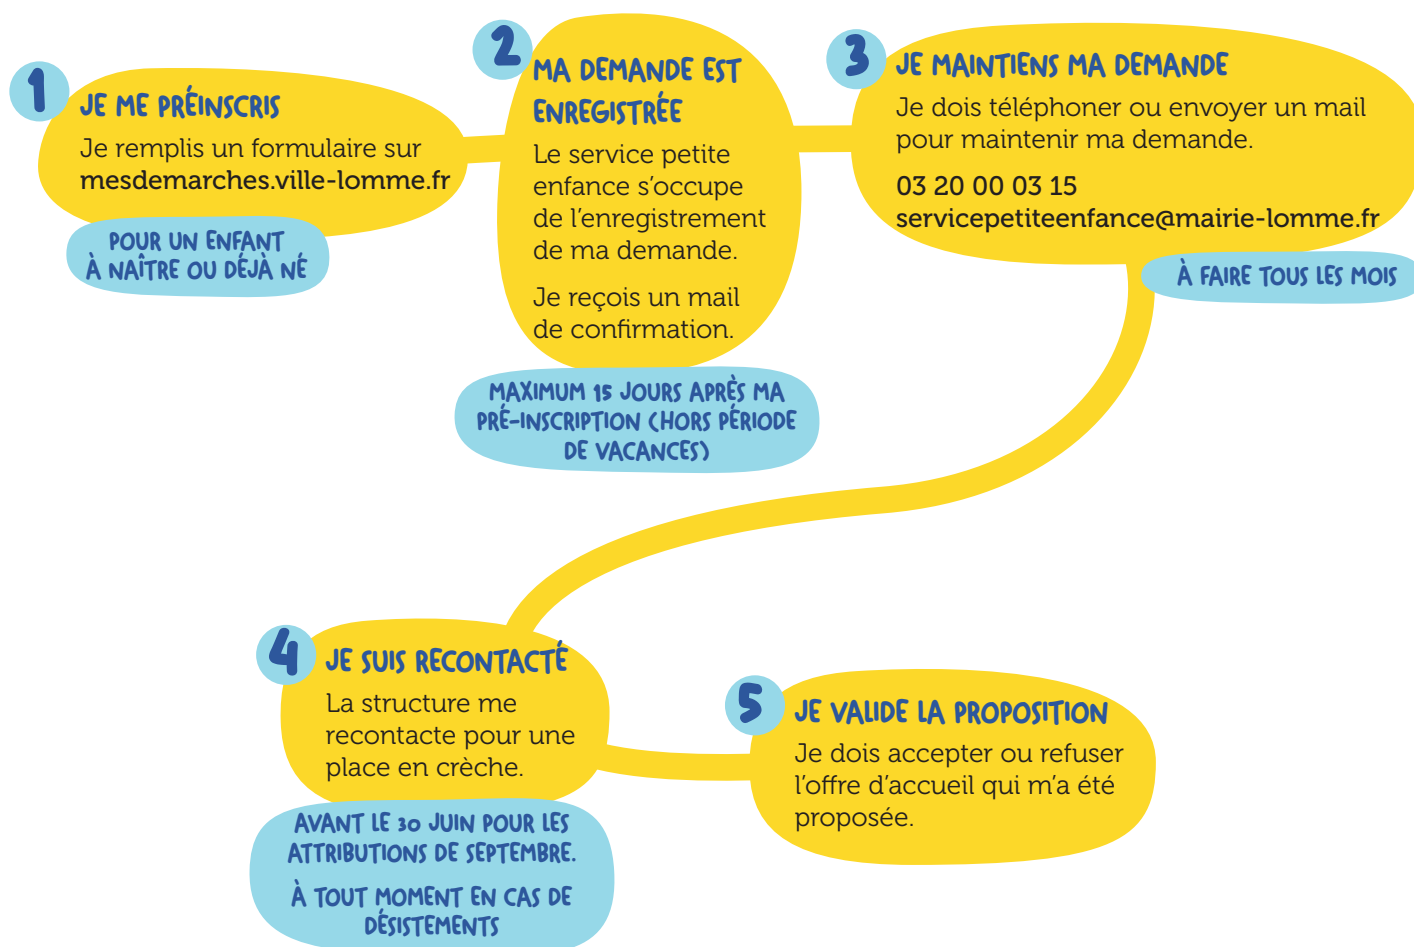 1
JE ME PRÉINSCRIS
Je remplis un formulaire sur
mesdemarches.ville-lomme.fr
POUR UN ENFANT
À NAÎTRE OU DÉJÀ NÉ
2
MA DEMANDE EST
ENREGISTRÉE
Le service petite
enfance s’occupe
de l’enregistrement
de ma demande.
Je reçois un mail
de confirmation.
MAXIMUM 15 JOURS APRÈS MA
PRÉ-INSCRIPTION (HORS PÉRIODE
DE VACANCES)
3
JE MAINTIENS MA DEMANDE
Je dois téléphoner ou envoyer un mail
pour maintenir ma demande.
03 20 00 03 15
servicepetiteenfance@mairie-lomme.fr
À FAIRE TOUS LES MOIS
4
JE SUIS RECONTACTÉ
La structure me
recontacte pour une
place en crèche.
AVANT LE 30 JUIN POUR LES
ATTRIBUTIONS DE SEPTEMBRE.
À TOUT MOMENT EN CAS DE
DÉSISTEMENTS
5
JE VALIDE LA PROPOSITION
Je dois accepter ou refuser
l’offre d’accueil qui m’a été
proposée.